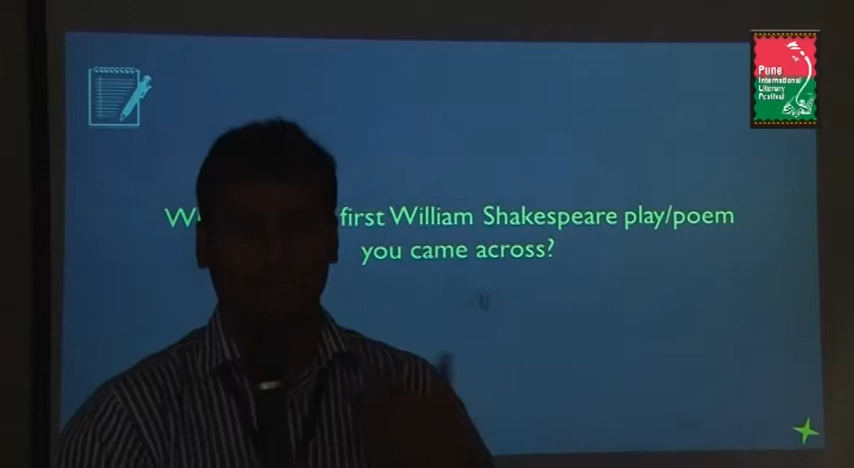 W first William Shakespeare play/poem
you came across?
Pune
International
Literary
Festival